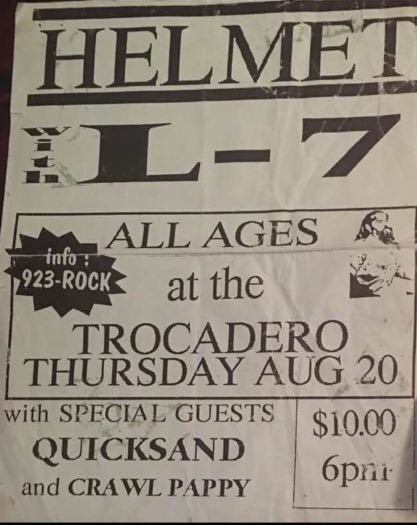 HELMET
with L-7
ALL AGES
info :
923-ROCK
at the
TROCADERO
THURSDAY AUG 20
with SPECIAL GUESTS
QUICKSAND
and CRAWL PAPPY
$10.00
6pm